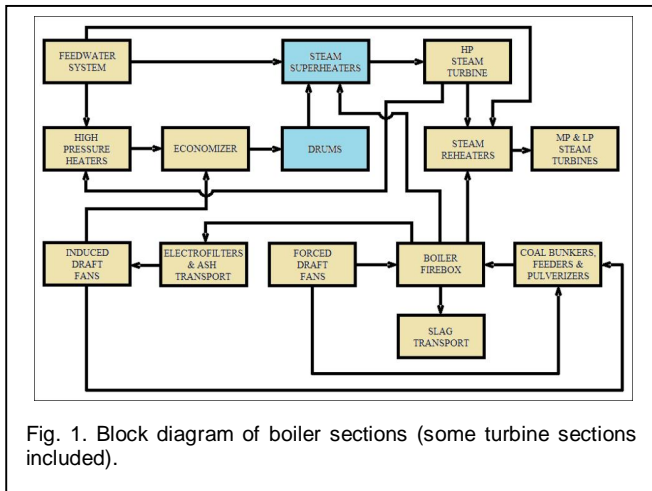 FEEDWATER
SYSTEM
STEAM
SUPERHEATERS
HP
STEAM
TURBINE
HIGH
PRESSURE
HEATERS
ECONOMIZER
DRUMS
STEAM
REHEATERS
MP & LP
STEAM
TURBINES
INDUCED
DRAFT
FANS
ELECTROFILTERS
& ASH
TRANSPORT
FORCED
DRAFT
FANS
BOILER
FIREBOX
COAL BUNKERS,
FEEDERS &
PULVERIZERS
SLAG
TRANSPORT
Fig. 1. Block diagram of boiler sections (some turbine sections
included).